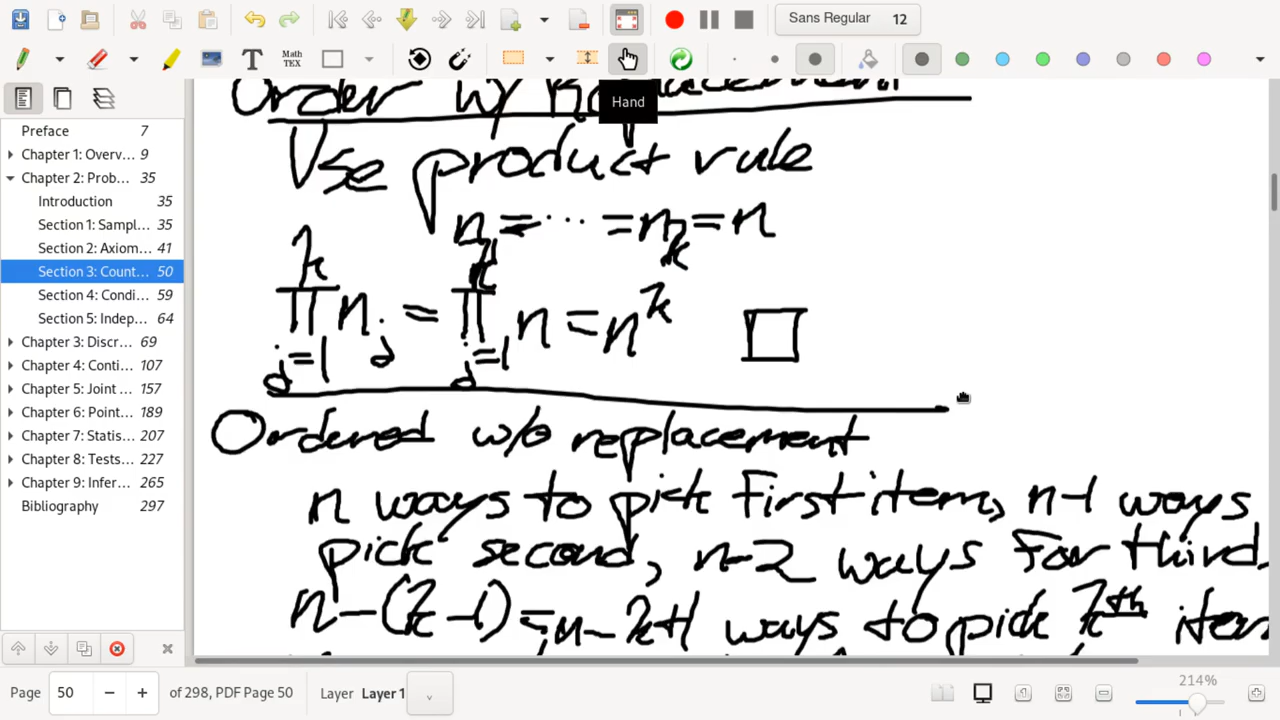 Sans Regular 12
T Math TEX
Preface 7
Chapter 1: Overv... 9
Chapter 2: Prob... 35
Introduction 35
Section 1: Sampl... 35
Section 2: Axiom... 41
Section 3: Count... 50
Section 4: Condi... 59
Section 5: Indep... 64
Chapter 3: Discr... 69
Chapter 4: Conti... 107
Chapter 5: Joint ... 157
Chapter 6: Point... 189
Chapter 7: Statis... 207
Chapter 8: Tests... 227
Chapter 9: Infer... 265
Bibliography 297
Order w/ Replacement
Hand
Use product rule
n = ... = n_k = n
∏_{j=1}^k n_j = ∏_{j=1}^k n = n^k □
Ordered w/o replacement
n ways to pick first item, n-1 ways
pick second, n-2 ways for third.
n-(k-1) = n-k+1 ways to pick k^th item
Page 50 − + of 298, PDF Page 50 Layer Layer 1 214%